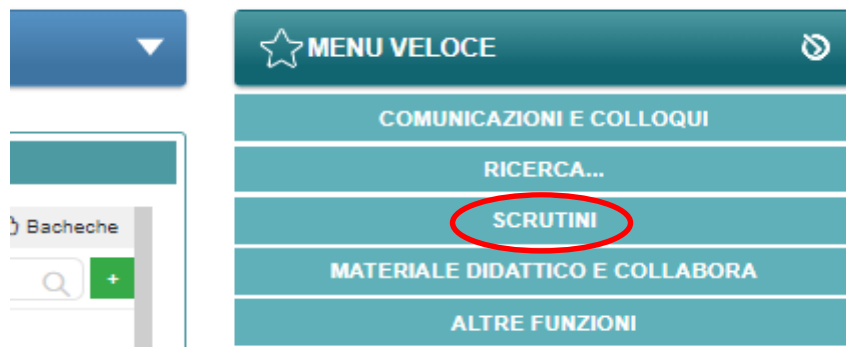 MENU VELOCE
COMUNICAZIONI E COLLOQUI
RICERCA...
SCRUTINI
Bacheche
+
MATERIALE DIDATTICO E COLLABORA
ALTRE FUNZIONI